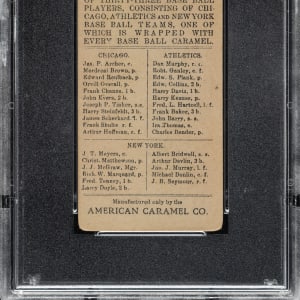 OF THIRTY-THREE BASE BALL
PLAYERS, CONSISTING OF CHI-
CAGO, ATHLETICS AND NEW YORK
BASE BALL TEAMS, ONE OF
WHICH IS WRAPPED WITH
EVERY BASE BALL CARAMEL.
CHICAGO.
Jas. P. Archer, c.
Mordecai Brown, p.
Edward Reulbach, p.
Orvill Overall, p.
Frank Chance, 1 b.
John Evers, 2 b.
Joseph P. Tinker, s.s.
Harry Steinfeldt, 3 b.
James Scheckard l. f.
Frank Shulte r. f.
Arthur Hoffman, c. f.
ATHLETICS.
Dan Murphy, r. f.
Robt. Ganley, c. f.
Edw. S. Plank, p.
Edw. Collins, 2 b.
Harry Davis, 1 b.
Harry Krause, p.
Fred. L. Hartsell, l. f.
Frank Baker, 3 b.
John Barry, s. s.
Ira Thomas, c.
Charles Bender, p.
NEW YORK.
J. T. Meyers, c.
Christ. Matthewson, p.
J. J. McGraw, Mgr.
Rich W. Marquard, p.
Fred. Tenney, 1 b.
Larry Doyle, 2 b.
Albert Bridwell, s. s.
Arthur Devlin, 3 b.
Jas. J. Murray, l. f.
Michael Donlin, c. f.
J. B. Seymour, r. f.
Manufactured only by the
AMERICAN CARAMEL CO.